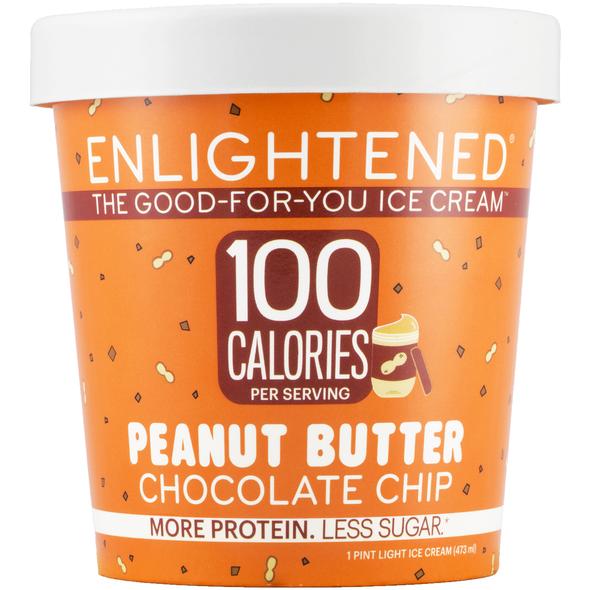 ENLIGHTENED®
THE GOOD-FOR-YOU ICE CREAM™
100
CALORIES
PER SERVING
PEANUT BUTTER
CHOCOLATE CHIP
MORE PROTEIN. LESS SUGAR.*
1 PINT LIGHT ICE CREAM (473 ml)